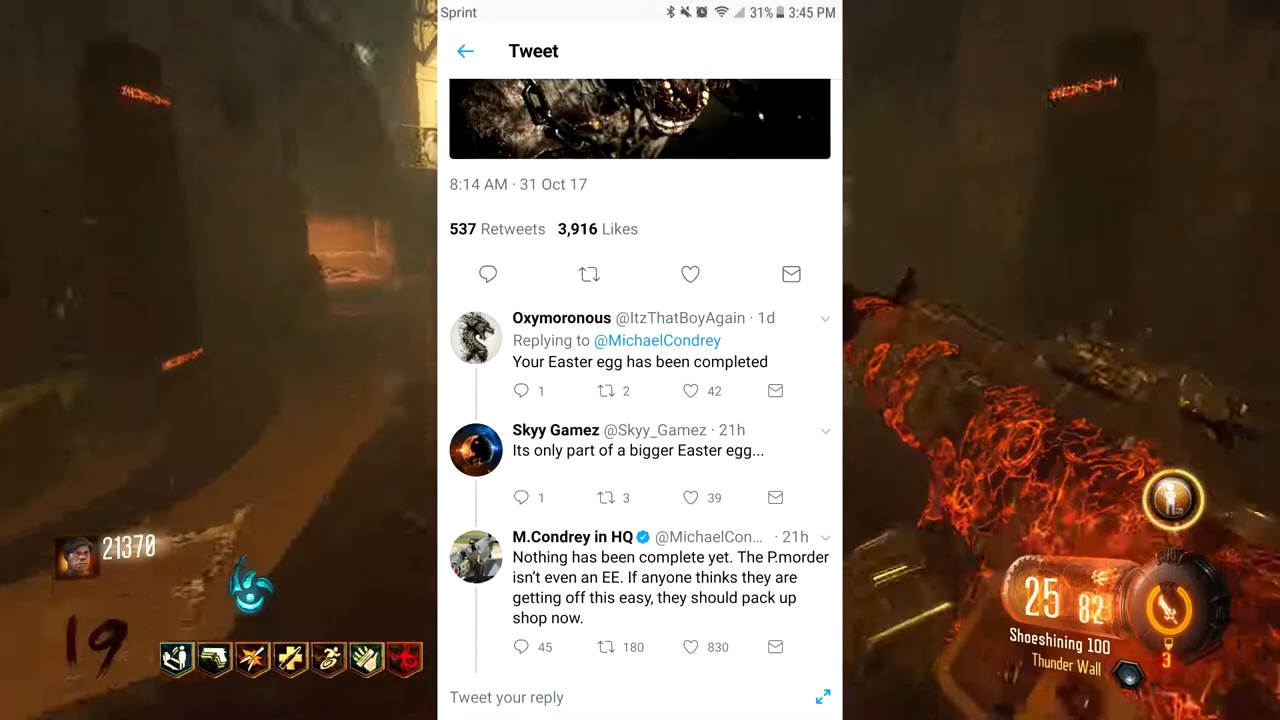 Sprint
31% 3:45 PM
Tweet
8:14 AM · 31 Oct 17
537 Retweets 3,916 Likes
Oxymoronous @ItzThatBoyAgain · 1d
Replying to @MichaelCondrey
Your Easter egg has been completed
1 2 42
Skyy Gamez @Skyy_Gamez · 21h
Its only part of a bigger Easter egg...
1 3 39
M.Condrey in HQ @MichaelCon... · 21h
Nothing has been complete yet. The P.morder
isn't even an EE. If anyone thinks they are
getting off this easy, they should pack up
shop now.
45 180 830
Tweet your reply
21370
19
25 82
Shoeshining 100
Thunder Wall
3